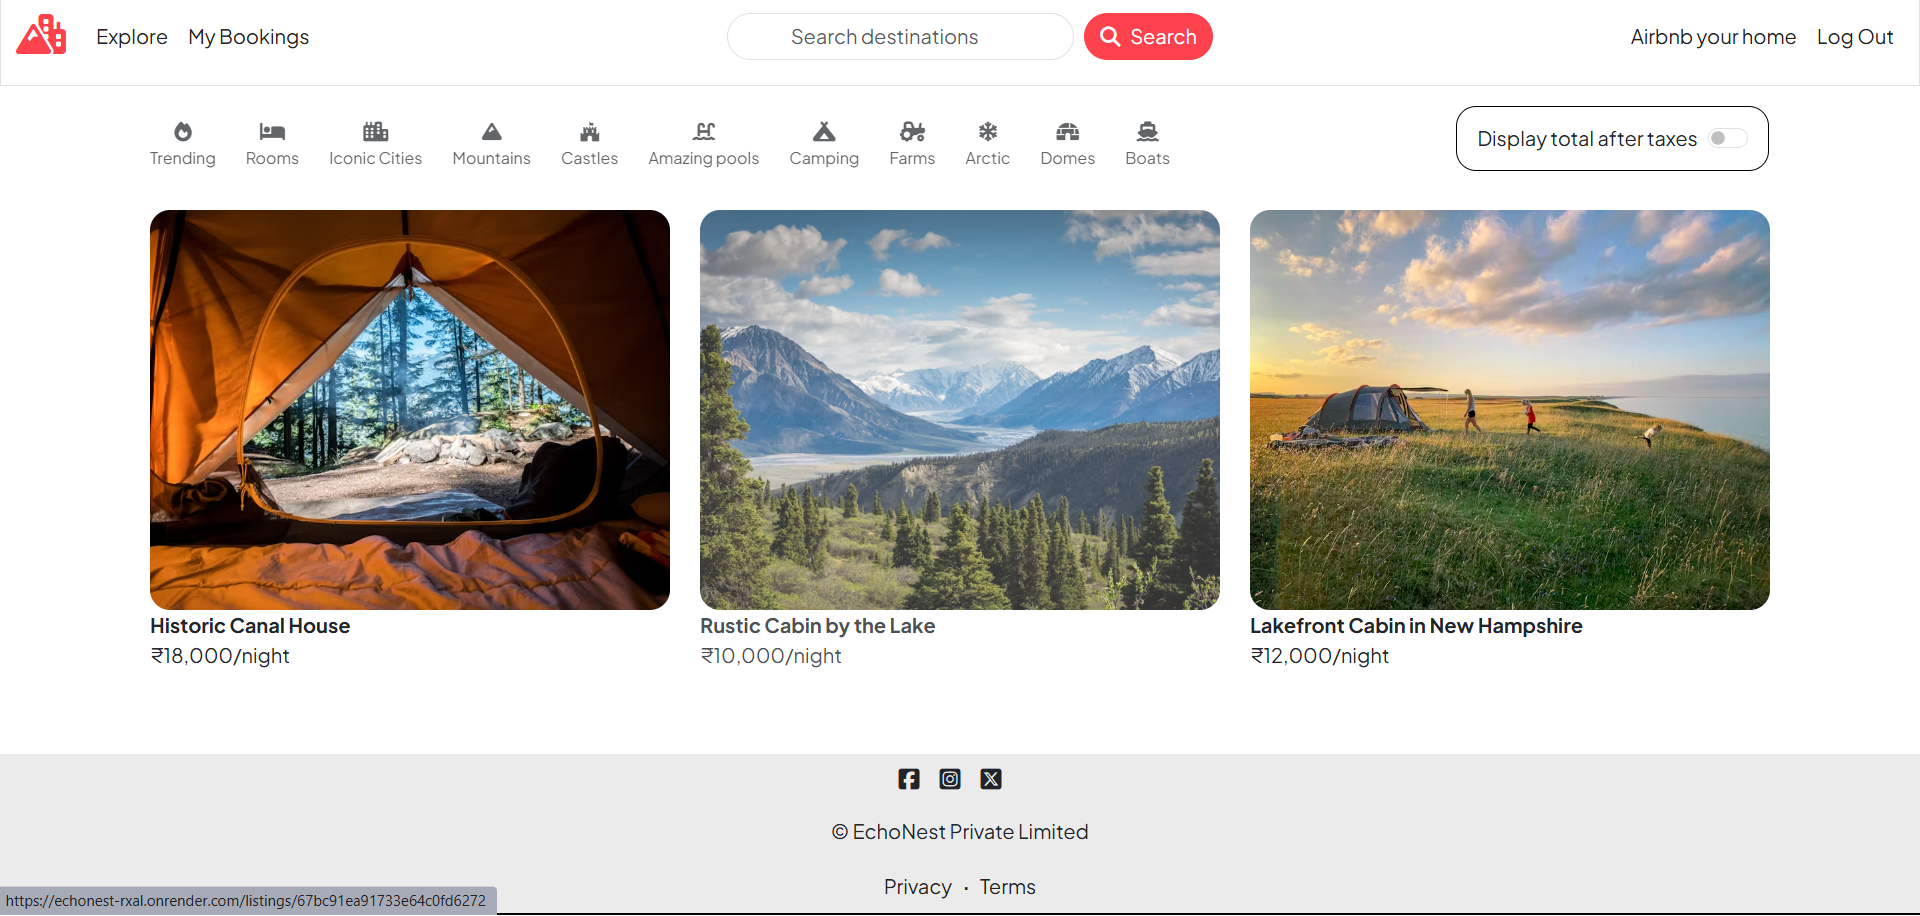 Explore My Bookings Search destinations Search Airbnb your home Log Out
Trending Rooms Iconic Cities Mountains Castles Amazing pools Camping Farms Arctic Domes Boats Display total after taxes
Historic Canal House
₹18,000/night
Rustic Cabin by the Lake
₹10,000/night
Lakefront Cabin in New Hampshire
₹12,000/night
© EchoNest Private Limited
Privacy · Terms
https://echonest-rxal.onrender.com/listings/67bc91ea91733e64c0fd6272